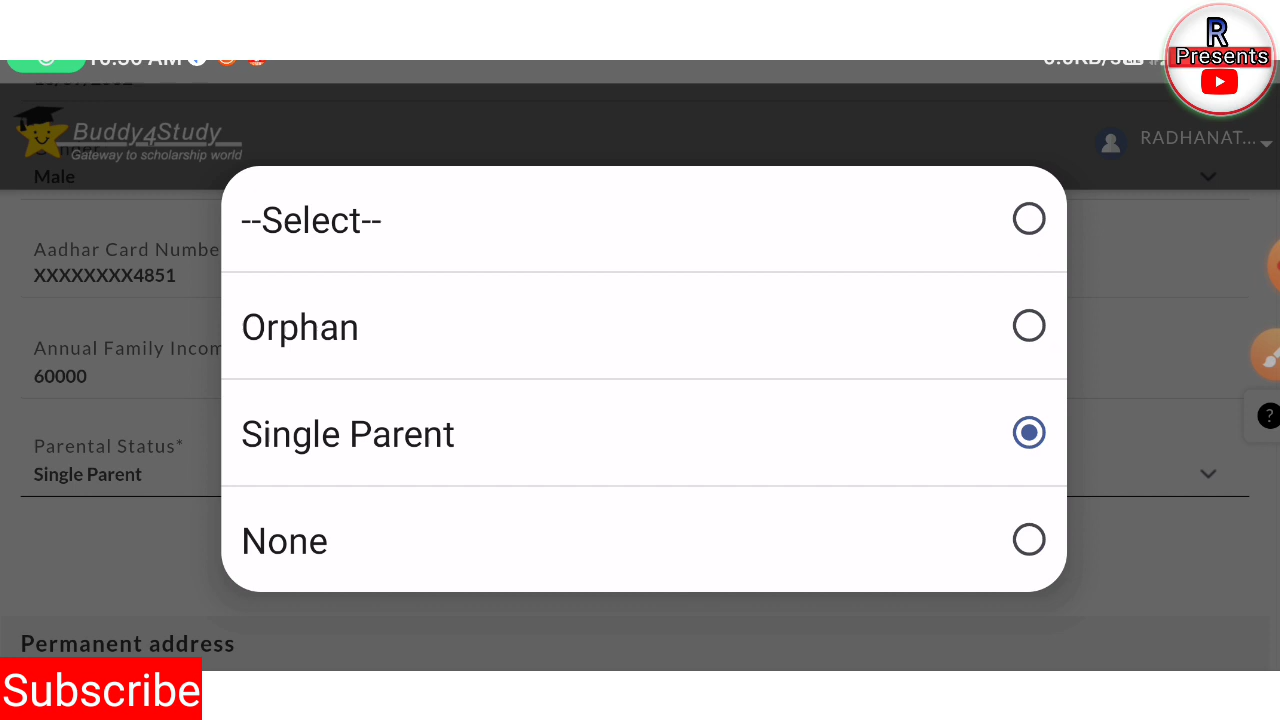 R
Presents
Buddy4Study
Gateway to scholarship world
RADHANAT...
Male
--Select--
Aadhar Card Numbe
XXXXXXXX4851
Orphan
Annual Family Incom
60000
Single Parent
Parental Status*
Single Parent
?
None
Permanent address
Subscribe